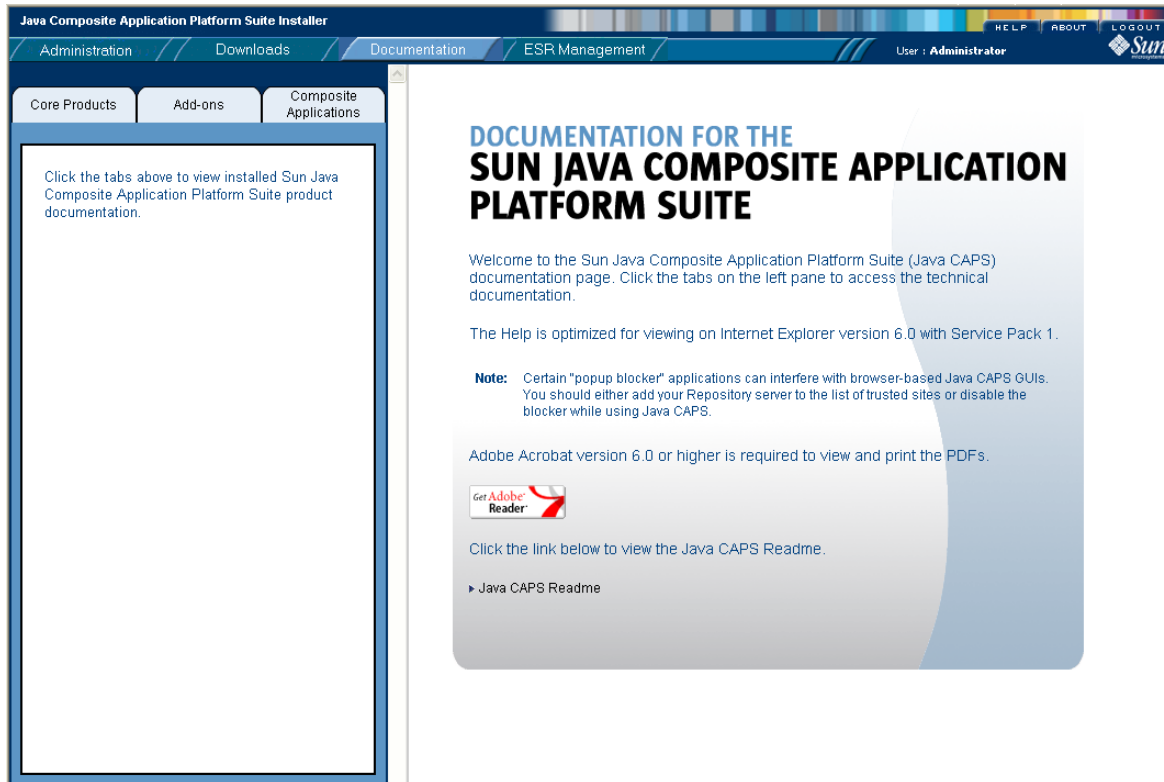 Java Composite Application Platform Suite Installer
HELP
ABOUT
LOGOUT
Administration
Downloads
Documentation
ESR Management
User : Administrator
Sun
microsystems
Core Products
Add-ons
Composite
Applications
Click the tabs above to view installed Sun Java
Composite Application Platform Suite product
documentation.
DOCUMENTATION FOR THE
SUN JAVA COMPOSITE APPLICATION
PLATFORM SUITE
Welcome to the Sun Java Composite Application Platform Suite (Java CAPS)
documentation page. Click the tabs on the left pane to access the technical
documentation.
The Help is optimized for viewing on Internet Explorer version 6.0 with Service Pack 1.
Note: Certain "popup blocker" applications can interfere with browser-based Java CAPS GUIs.
You should either add your Repository server to the list of trusted sites or disable the
blocker while using Java CAPS.
Adobe Acrobat version 6.0 or higher is required to view and print the PDFs.
Get Adobe
Reader
Click the link below to view the Java CAPS Readme.
Java CAPS Readme